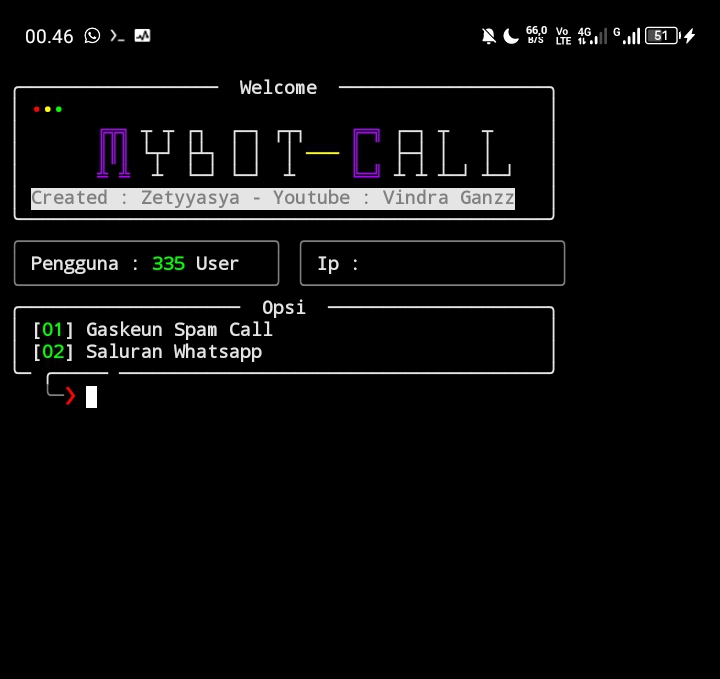 00.46 66,0 B/S Vo LTE 4G G 51
Welcome
MYBOT-CALL
Created : Zetyyasya - Youtube : Vindra Ganzz
Pengguna : 335 User
Ip :
Opsi
[01] Gaskeun Spam Call
[02] Saluran Whatsapp